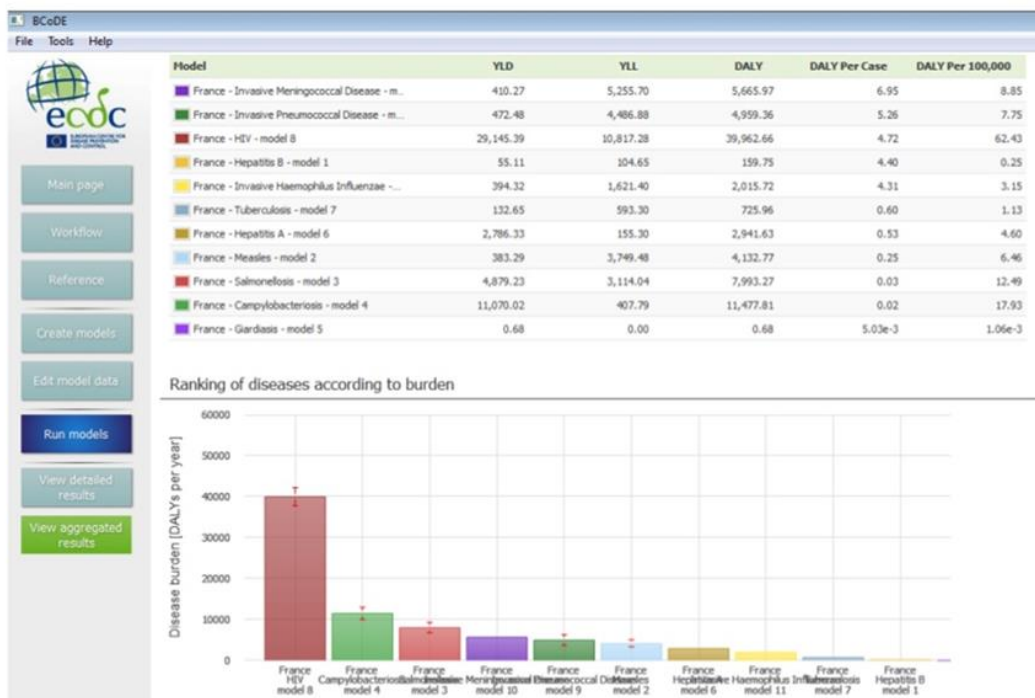 BCoDE
File Tools Help
ecdc
EUROPEAN CENTRE FOR
DISEASE PREVENTION
AND CONTROL
Main page
Workflow
Reference
Create models
Edit model data
Run models
View detailed
results
View aggregated
results
Model YLD YLL DALY DALY Per Case DALY Per 100,000
France - Invasive Meningococcal Disease - m... 410.27 5,255.70 5,665.97 6.95 8.85
France - Invasive Pneumococcal Disease - m... 472.48 4,486.88 4,959.36 5.26 7.75
France - HIV - model 8 29,145.39 10,817.28 39,962.66 4.72 62.43
France - Hepatitis B - model 1 55.11 104.65 159.75 4.40 0.25
France - Invasive Haemophilus Influenzae -... 394.32 1,621.40 2,015.72 4.31 3.15
France - Tuberculosis - model 7 132.65 593.30 725.96 0.60 1.13
France - Hepatitis A - model 6 2,786.33 155.30 2,941.63 0.53 4.60
France - Measles - model 2 383.29 3,749.48 4,132.77 0.25 6.46
France - Salmonellosis - model 3 4,879.23 3,114.04 7,993.27 0.03 12.49
France - Campylobacteriosis - model 4 11,070.02 407.79 11,477.81 0.02 17.93
France - Giardiasis - model 5 0.68 0.00 0.68 5.03e-3 1.06e-3
Ranking of diseases according to burden
Disease burden [DALYs per year]
60000
50000
40000
30000
20000
10000
0
France France France France France France France France France France
HIV Campylobacteriosis Measles Hepatitis B
model 8 model 4 model 3 model 10 model 9 model 2 model 6 model 11 model 7 model 1